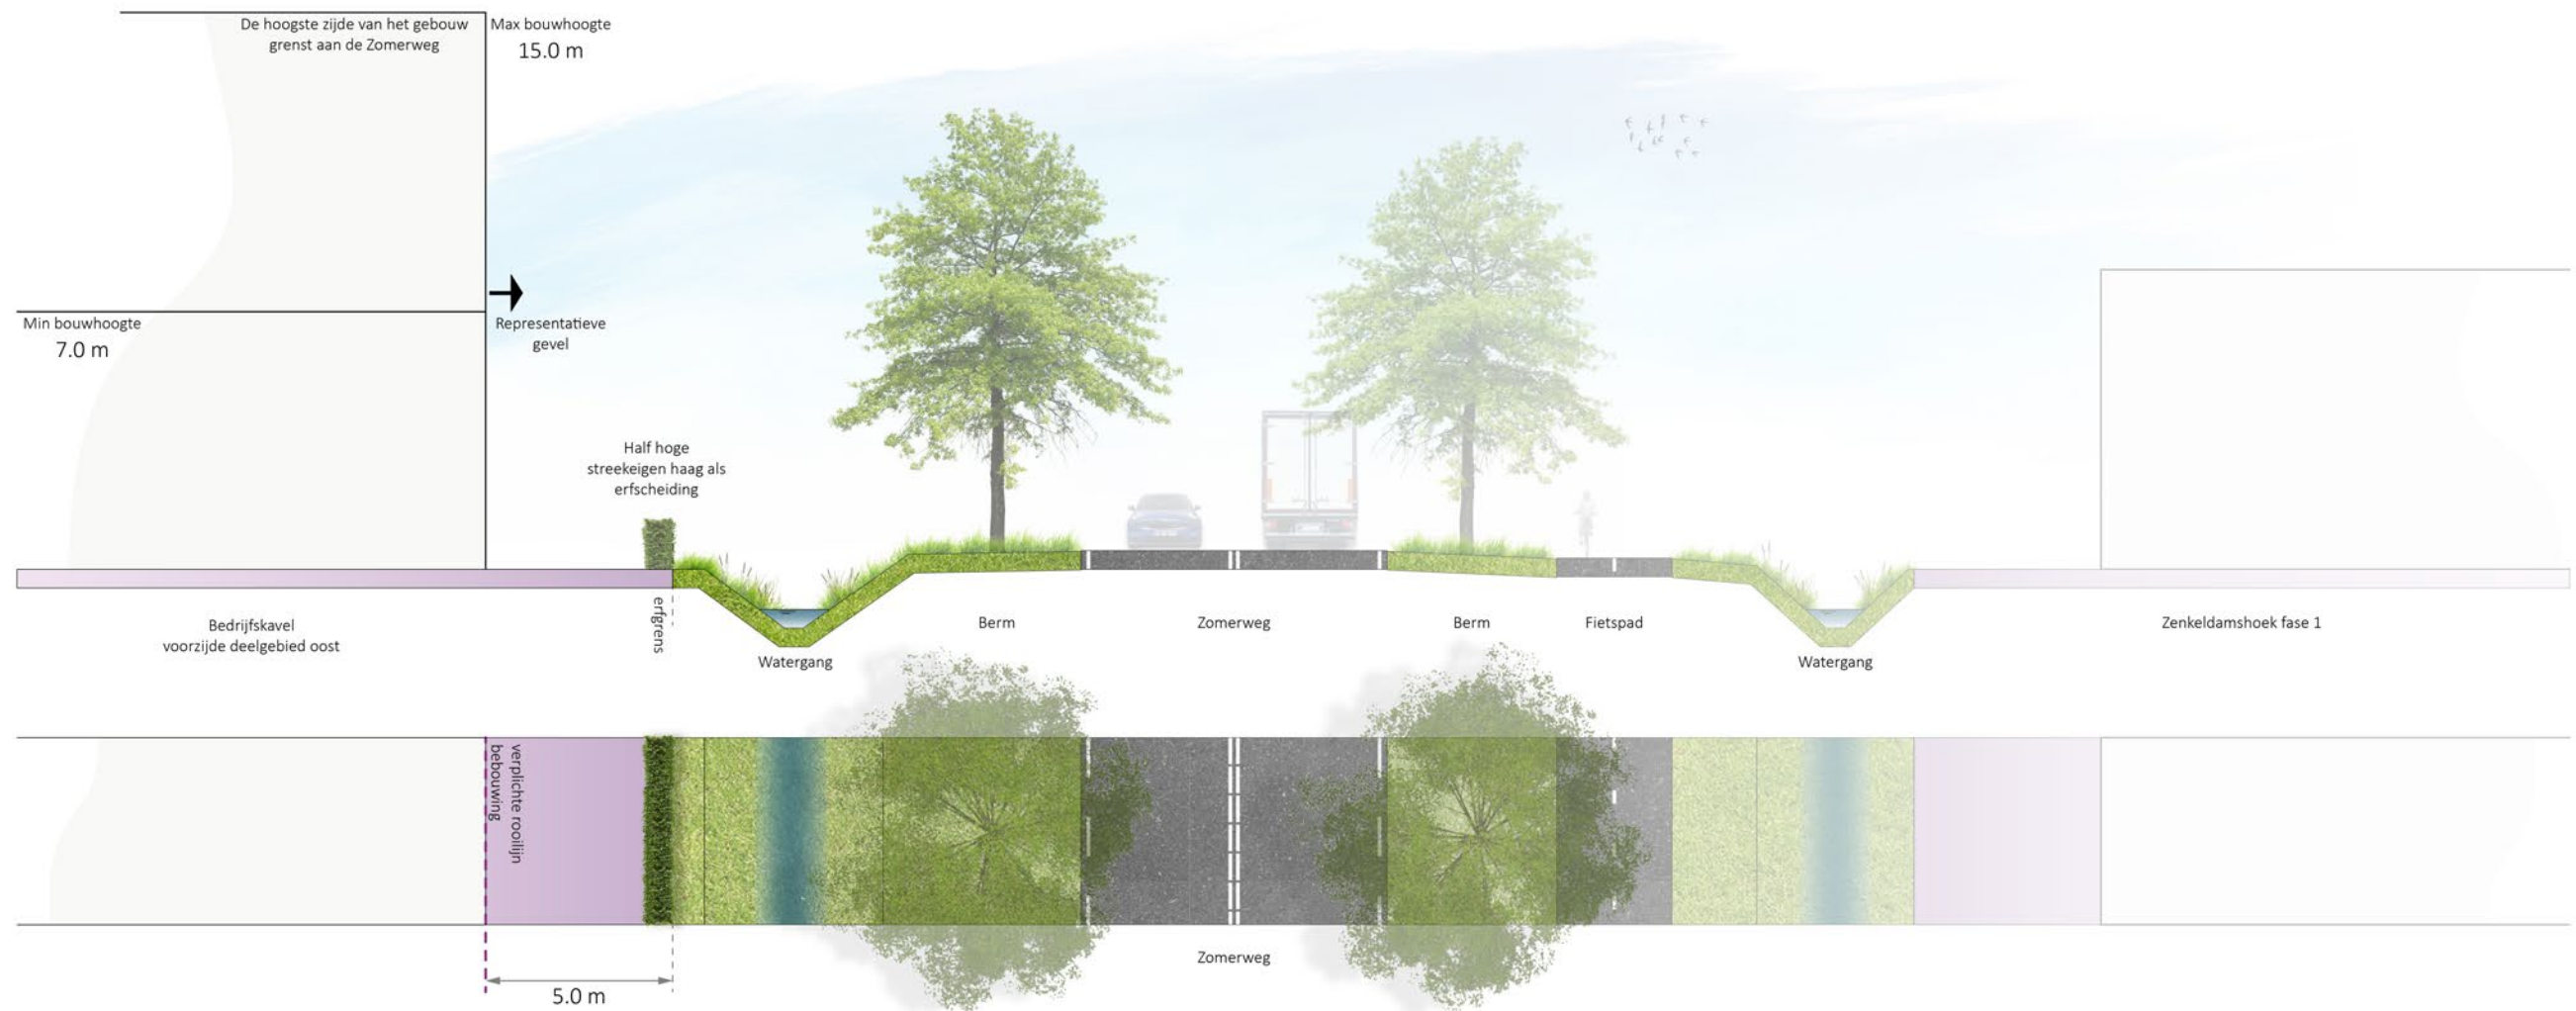 De hoogste zijde van het gebouw
grenst aan de Zomerweg
Max bouwhoogte
15.0 m
Min bouwhoogte
7.0 m
Representatieve
gevel
Half hoge
streekeigen haag als
erfscheiding
Bedrijfskavel
voorzijde deelgebied oost
erfgrens
Watergang
Berm
Zomerweg
Berm
Fietspad
Watergang
Zenkeldamshoek fase 1
verplichte rooilijn
bebouwing
Zomerweg
5.0 m